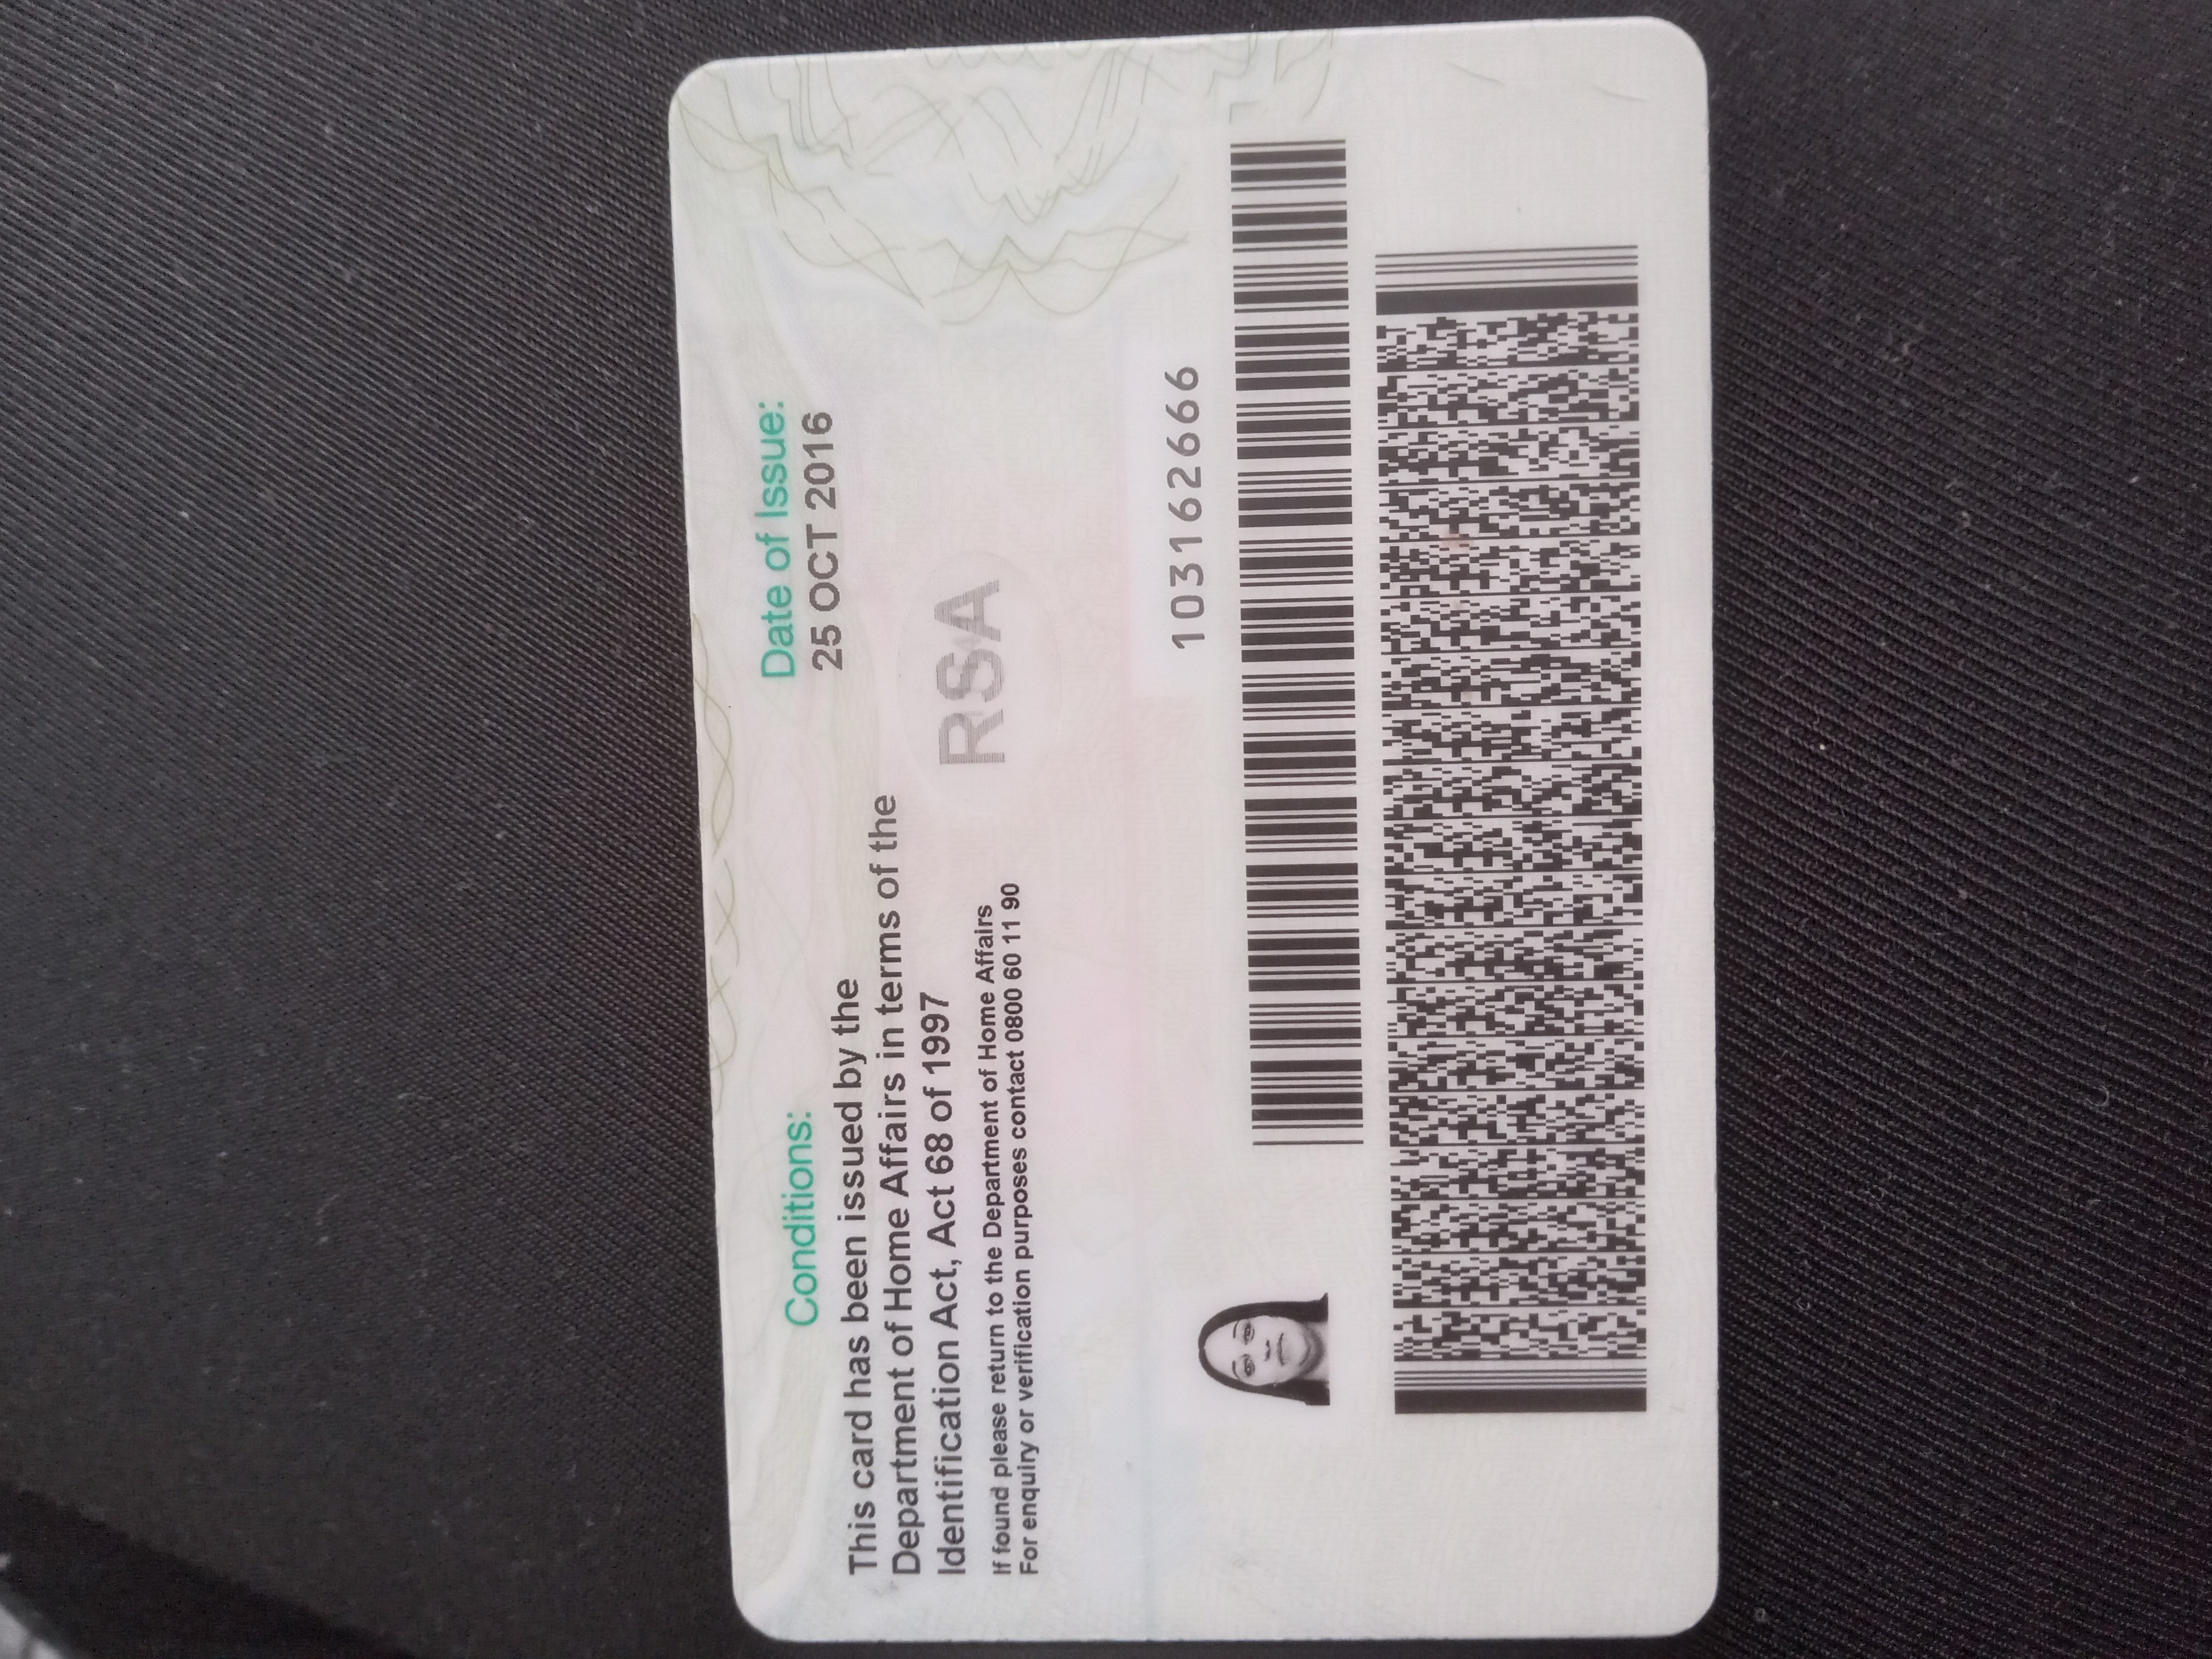 Conditions:
This card has been issued by the
Department of Home Affairs in terms of the
Identification Act, Act 68 of 1997
If found please return to the Department of Home Affairs
For enquiry or verification purposes contact 0800 60 11 90
Date of Issue:
25 OCT 2016
RSA
103162666